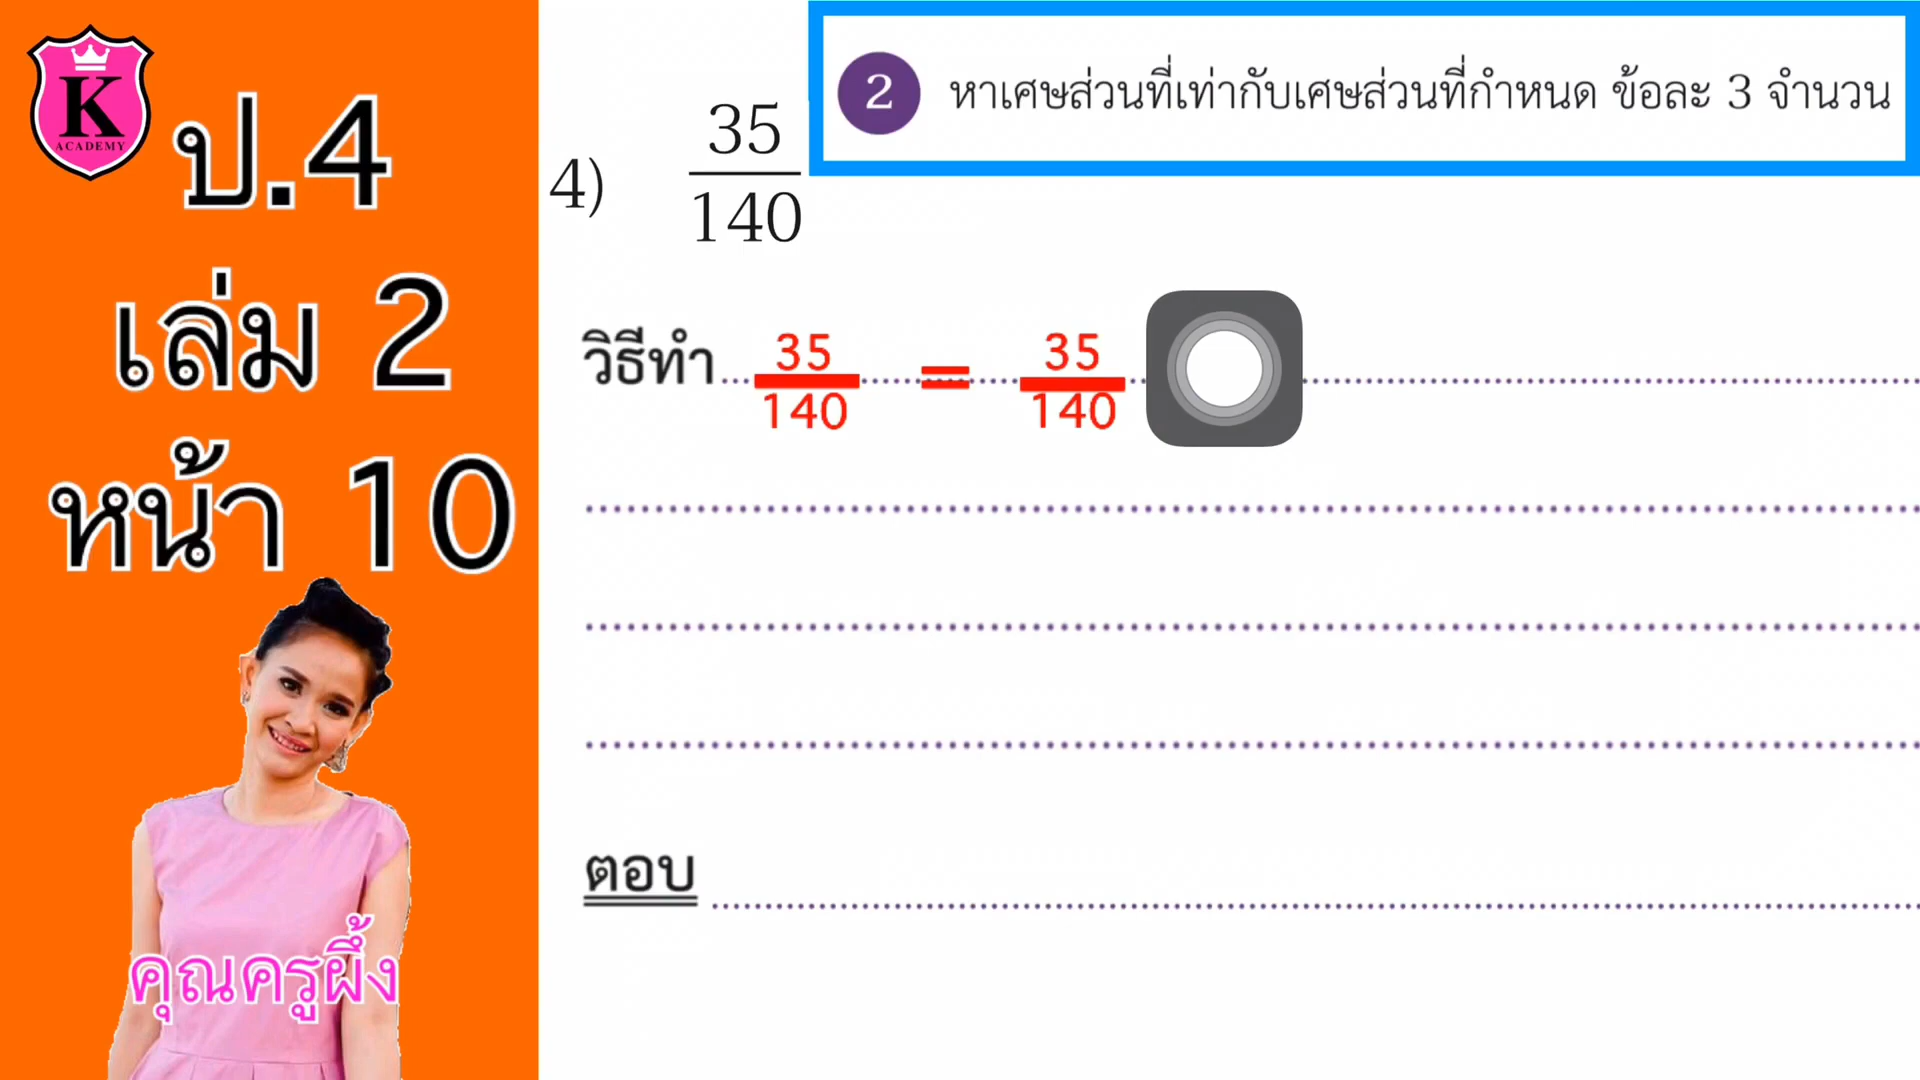 K
ACADEMY
ป.4
เล่ม 2
หน้า 10
คุณครูผึ้ง
2 หาเศษส่วนที่เท่ากับเศษส่วนที่กำหนด ข้อละ 3 จำนวน
4) 35
140
วิธีทำ 35 = 35
140 140
ตอบ